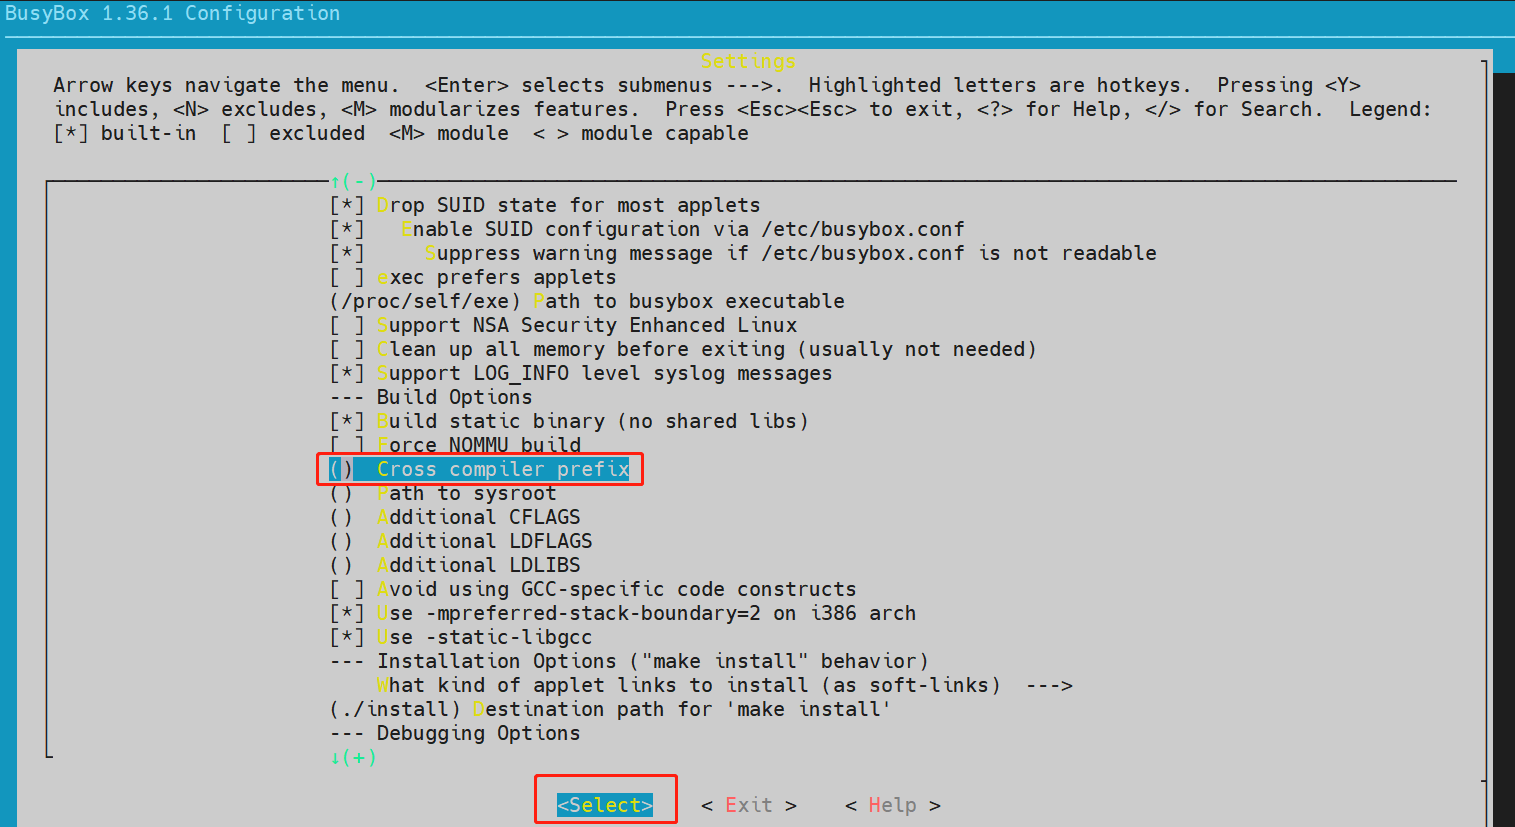 BusyBox 1.36.1 Configuration
Settings
Arrow keys navigate the menu.  <Enter> selects submenus --->.  Highlighted letters are hotkeys.  Pressing <Y>
includes, <N> excludes, <M> modularizes features.  Press <Esc><Esc> to exit, <?> for Help, </> for Search.  Legend:
[*] built-in  [ ] excluded  <M> module  < > module capable
↑(-)
[*] Drop SUID state for most applets
[*]   Enable SUID configuration via /etc/busybox.conf
[*]     Suppress warning message if /etc/busybox.conf is not readable
[ ] exec prefers applets
(/proc/self/exe) Path to busybox executable
[ ] Support NSA Security Enhanced Linux
[ ] Clean up all memory before exiting (usually not needed)
[*] Support LOG_INFO level syslog messages
--- Build Options
[*] Build static binary (no shared libs)
[ ] Force NOMMU build
()  Cross compiler prefix
()  Path to sysroot
()  Additional CFLAGS
()  Additional LDFLAGS
()  Additional LDLIBS
[ ] Avoid using GCC-specific code constructs
[*] Use -mpreferred-stack-boundary=2 on i386 arch
[*] Use -static-libgcc
--- Installation Options ("make install" behavior)
    What kind of applet links to install (as soft-links)  --->
(./install) Destination path for 'make install'
--- Debugging Options
↓(+)
<Select>    < Exit >    < Help >